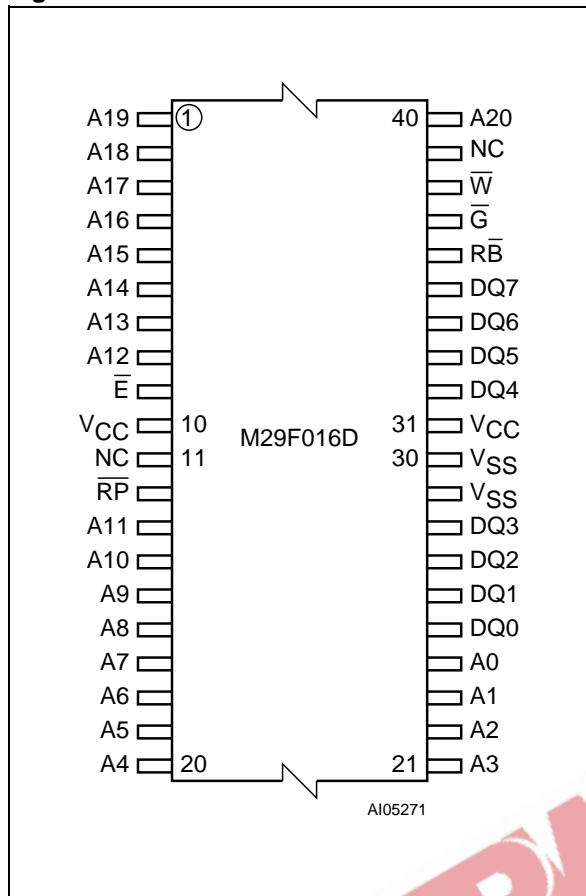 A19 1 40 A20
A18 NC
A17 W̅
A16 G̅
A15 RB̅
A14 DQ7
A13 DQ6
A12 DQ5
E̅ DQ4
VCC 10 31 VCC
M29F016D
NC 11 30 VSS
R̅P̅ VSS
A11 DQ3
A10 DQ2
A9 DQ1
A8 DQ0
A7 A0
A6 A1
A5 A2
A4 20 21 A3
AI05271